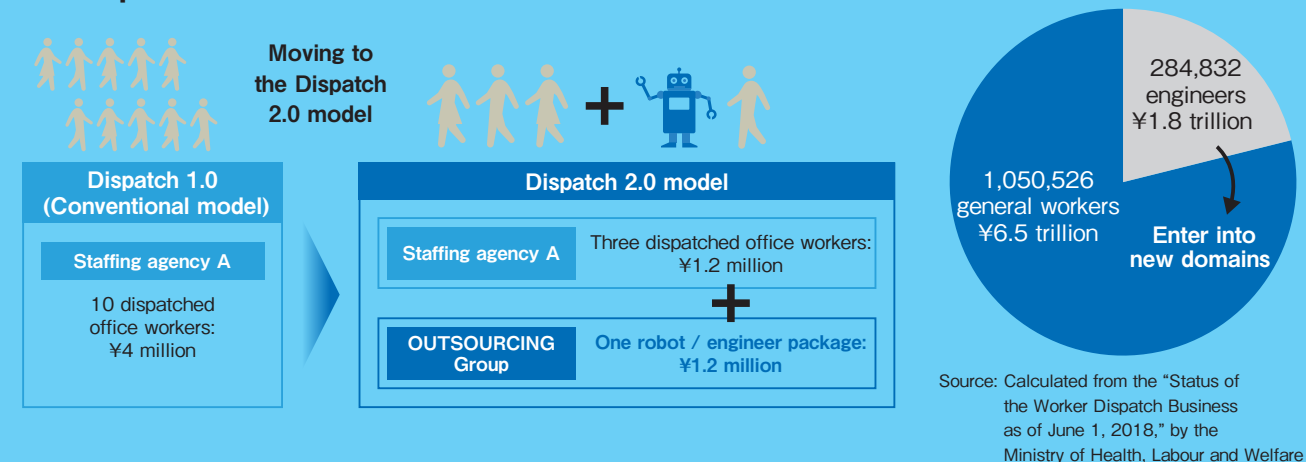 Moving to
the Dispatch
2.0 model
Dispatch 1.0
(Conventional model)
Staffing agency A
10 dispatched
office workers:
¥4 million
Dispatch 2.0 model
Staffing agency A
Three dispatched office workers:
¥1.2 million
OUTSOURCING
Group
One robot / engineer package:
¥1.2 million
284,832
engineers
¥1.8 trillion
1,050,526
general workers
¥6.5 trillion
Enter into
new domains
Source: Calculated from the “Status of
the Worker Dispatch Business
as of June 1, 2018,” by the
Ministry of Health, Labour and Welfare